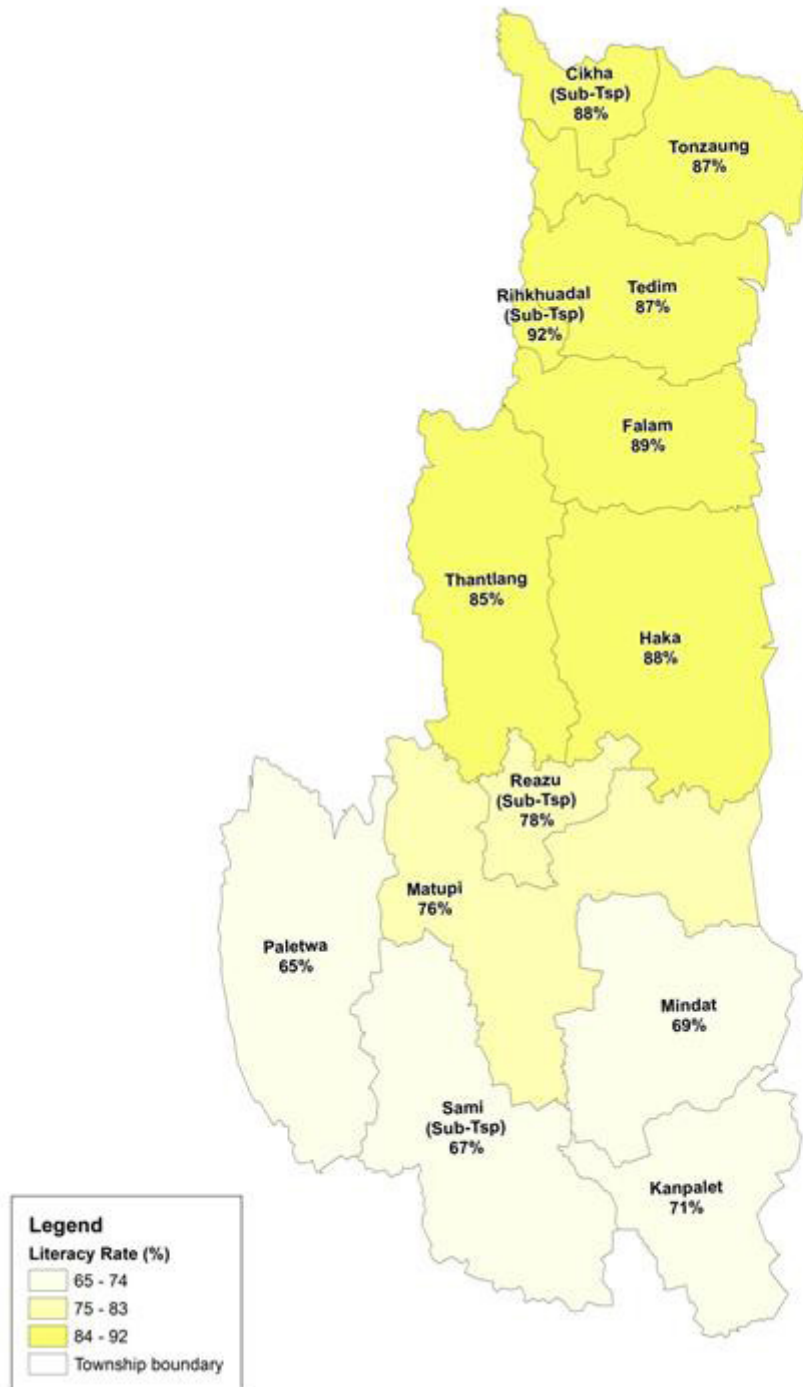 Cikha
(Sub-Tsp)
88%
Tonzaung
87%
Rihkhuadal
(Sub-Tsp)
92%
Tedim
87%
Falam
89%
Thantlang
85%
Haka
88%
Reazu
(Sub-Tsp)
78%
Matupi
76%
Paletwa
65%
Mindat
69%
Sami
(Sub-Tsp)
67%
Kanpalet
71%
Legend
Literacy Rate (%)
65 - 74
75 - 83
84 - 92
Township boundary